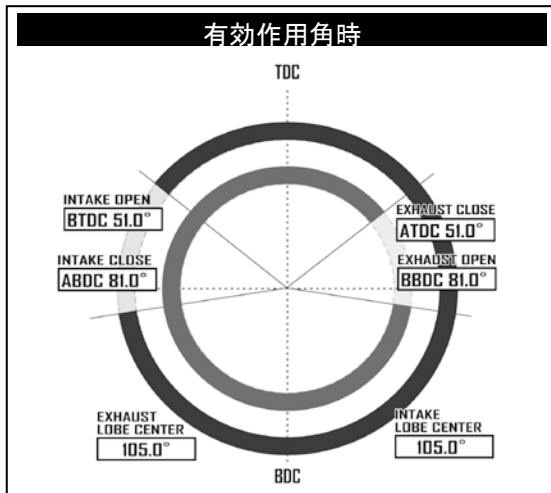 有効作用角時
TDC
INTAKE OPEN
BTDC 51.0°
EXHAUST CLOSE
ATDC 51.0°
INTAKE CLOSE
ABDC 81.0°
EXHAUST OPEN
BBDC 81.0°
EXHAUST
LOBE CENTER
105.0°
INTAKE
LOBE CENTER
105.0°
BDC